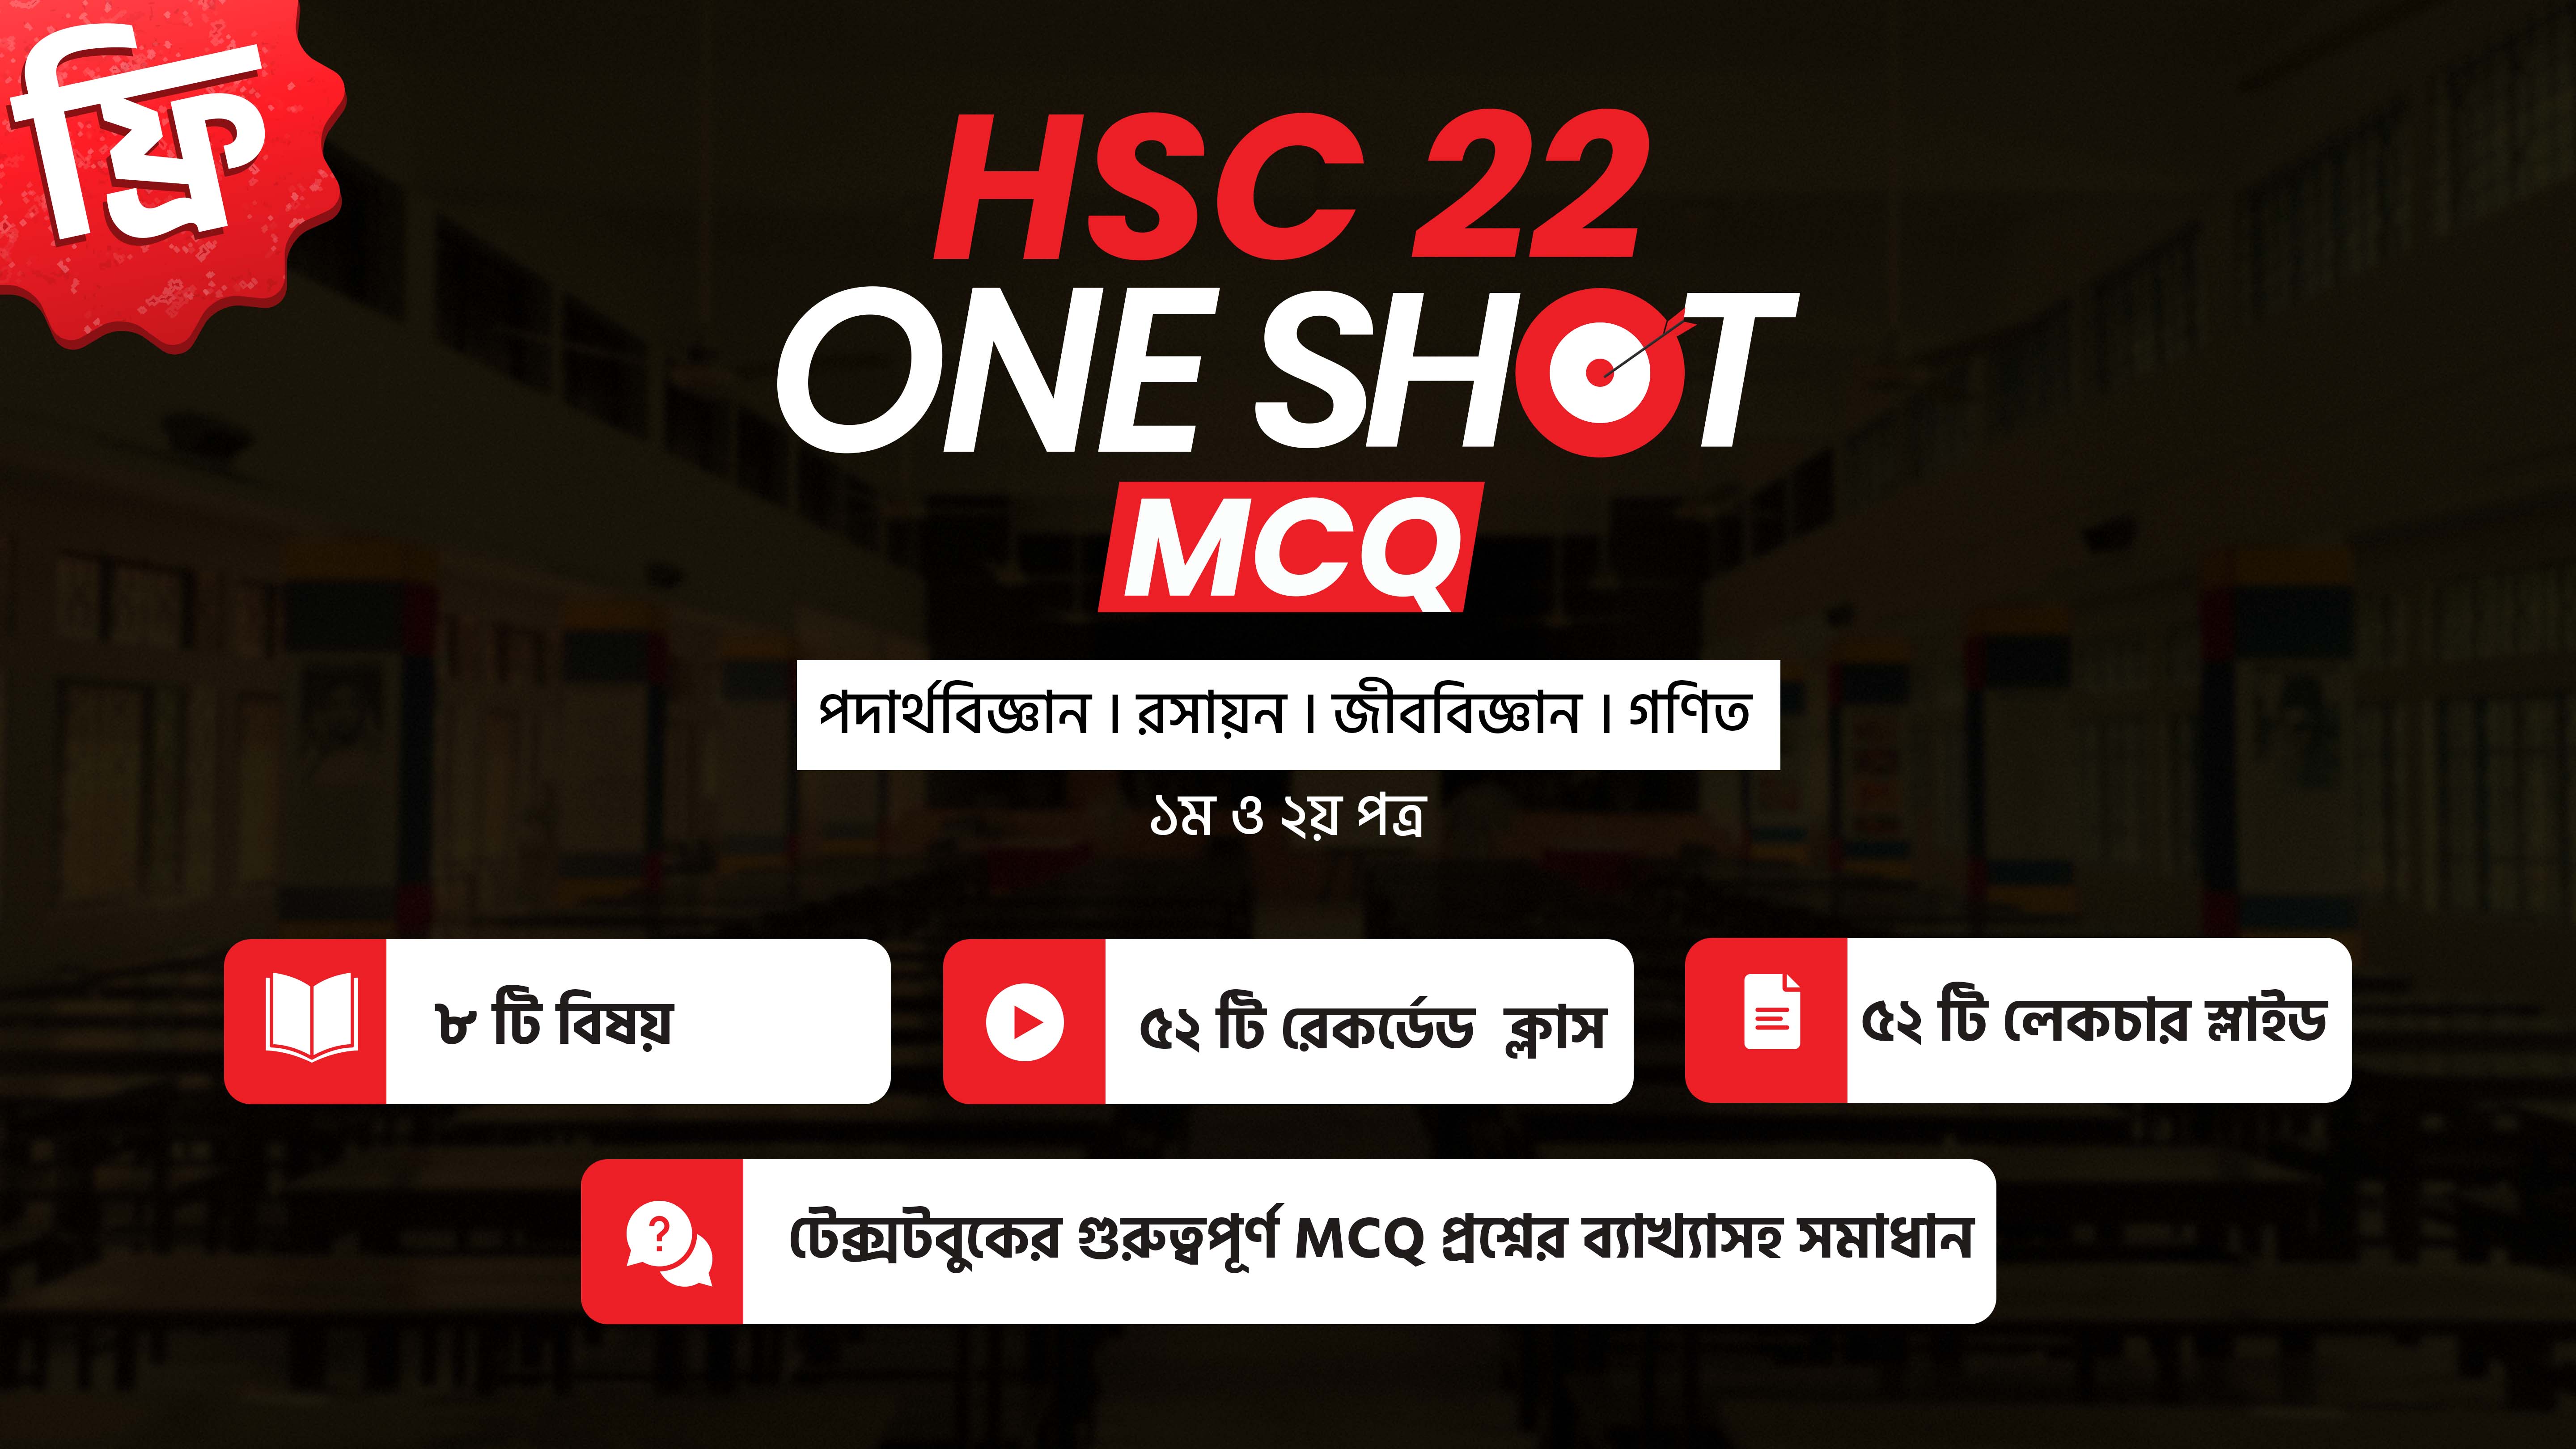 ফ্রি
HSC 22
ONE SHOT
MCQ
পদার্থবিজ্ঞান । রসায়ন । জীববিজ্ঞান । গণিত
১ম ও ২য় পত্র
৮ টি বিষয়
৫২ টি রেকর্ডেড ক্লাস
৫২ টি লেকচার স্লাইড
টেক্সটবুকের গুরুত্বপূর্ণ MCQ প্রশ্নের ব্যাখ্যাসহ সমাধান